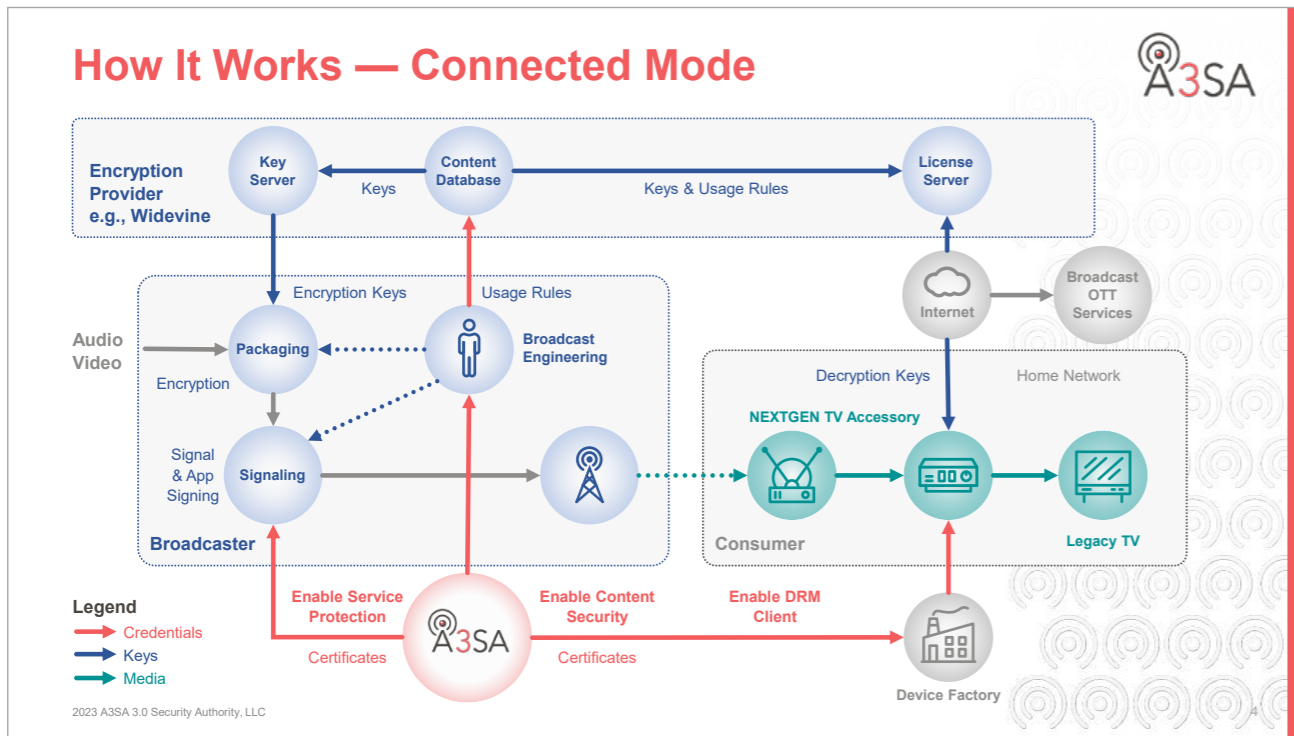 How It Works — Connected Mode
A3SA
Encryption
Provider
e.g., Widevine
Key
Server
Keys
Content
Database
Keys & Usage Rules
License
Server
Encryption Keys
Usage Rules
Internet
Broadcast
OTT
Services
Audio
Video
Packaging
Broadcast
Engineering
Encryption
Decryption Keys
Home Network
NEXTGEN TV Accessory
Signal
& App
Signing
Signaling
Broadcaster
Consumer
Legacy TV
Legend
Credentials
Keys
Media
Enable Service
Protection
Certificates
A3SA
Enable Content
Security
Certificates
Enable DRM
Client
Device Factory
2023 A3SA 3.0 Security Authority, LLC
4